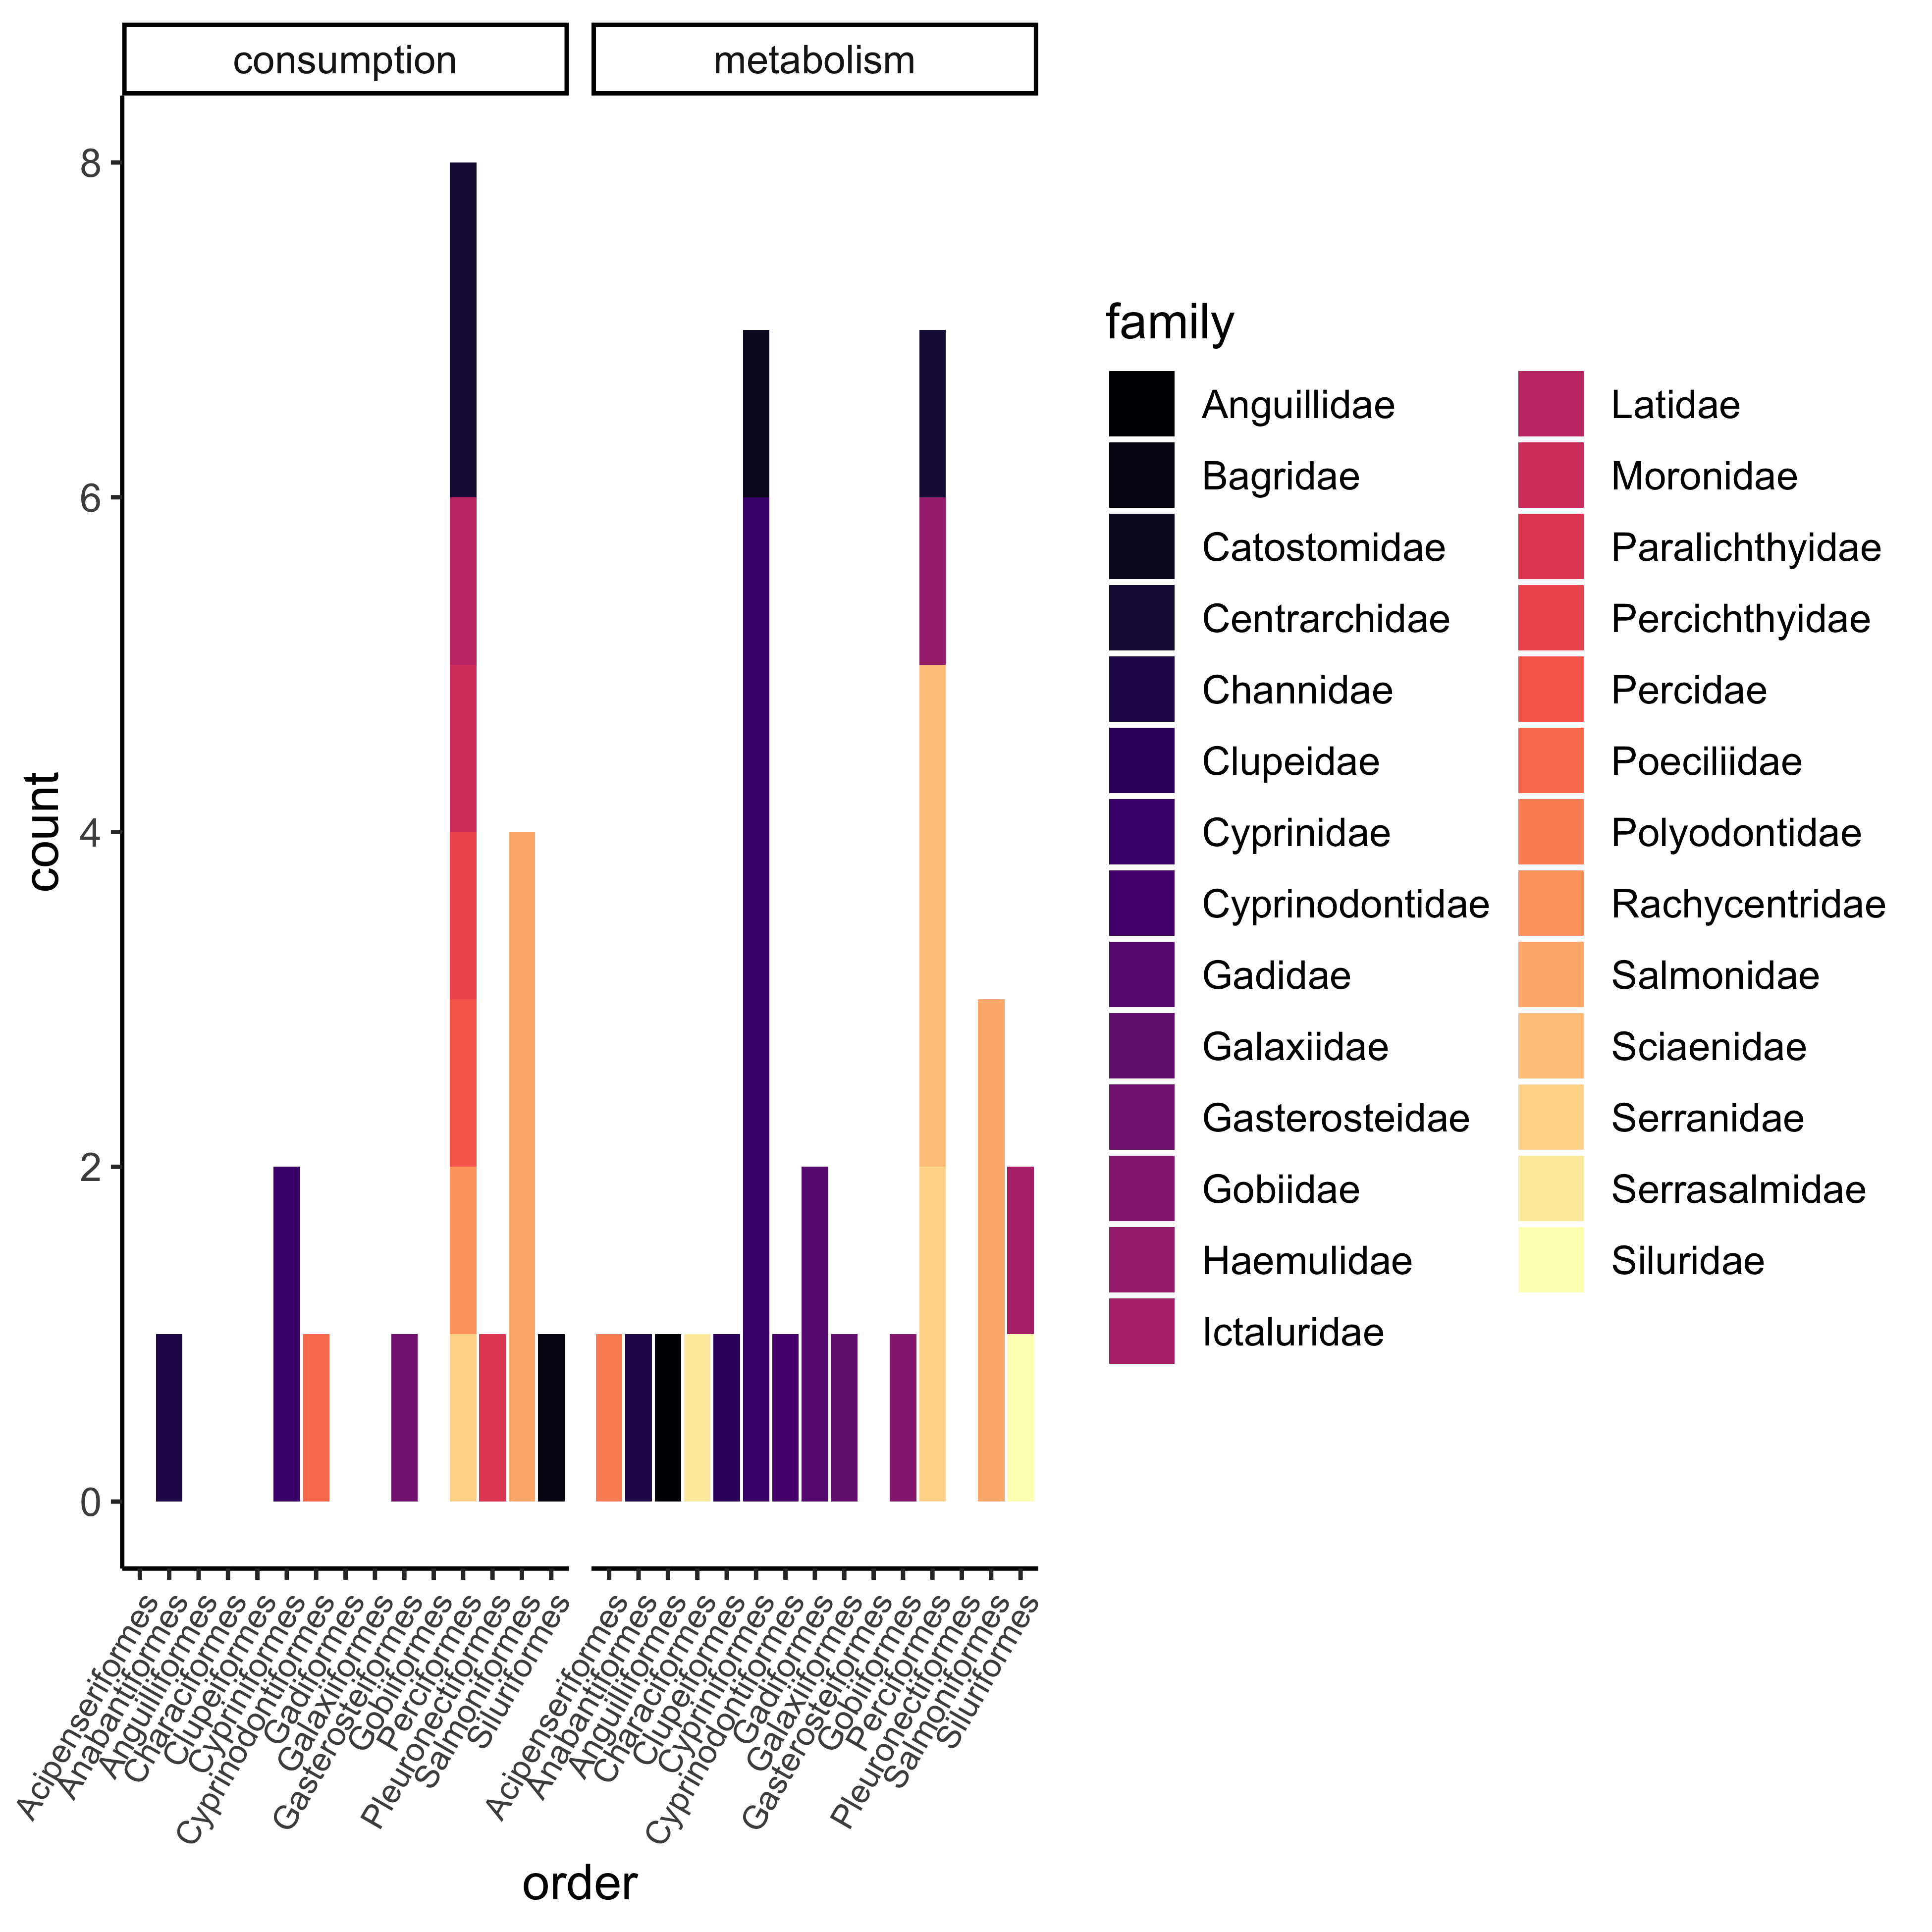 consumption
metabolism
8
6
4
2
0
count
Acipenseriformes
Anabantiformes
Anguilliformes
Characiformes
Clupeiformes
Cypriniformes
Cyprinodontiformes
Gadiformes
Galaxiiformes
Gasterosteiformes
Gobiiformes
Perciformes
Pleuronectiformes
Salmoniformes
Siluriformes
Acipenseriformes
Anabantiformes
Anguilliformes
Characiformes
Clupeiformes
Cypriniformes
Cyprinodontiformes
Gadiformes
Galaxiiformes
Gasterosteiformes
Gobiiformes
Perciformes
Pleuronectiformes
Salmoniformes
Siluriformes
order
family
Anguillidae
Bagridae
Catostomidae
Centrarchidae
Channidae
Clupeidae
Cyprinidae
Cyprinodontidae
Gadidae
Galaxiidae
Gasterosteidae
Gobiidae
Haemulidae
Ictaluridae
Latidae
Moronidae
Paralichthyidae
Percichthyidae
Percidae
Poeciliidae
Polyodontidae
Rachycentridae
Salmonidae
Sciaenidae
Serranidae
Serrasalmidae
Siluridae